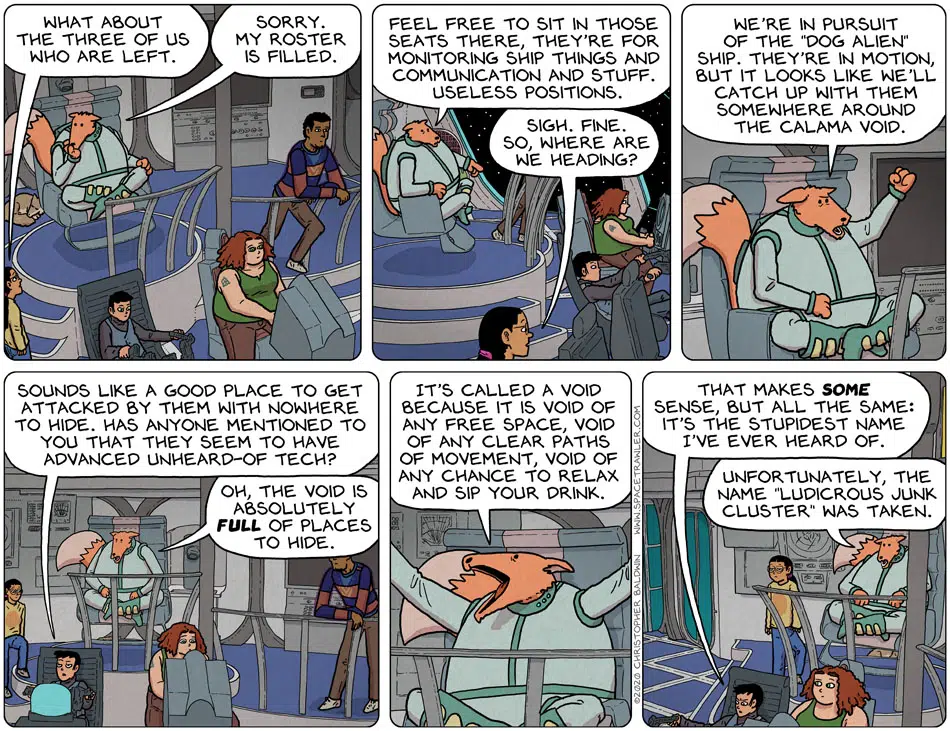 WHAT ABOUT
THE THREE OF US
WHO ARE LEFT.
SORRY.
MY ROSTER
IS FILLED.
FEEL FREE TO SIT IN THOSE
SEATS THERE, THEY'RE FOR
MONITORING SHIP THINGS AND
COMMUNICATION AND STUFF.
USELESS POSITIONS.
SIGH. FINE.
SO, WHERE ARE
WE HEADING?
WE'RE IN PURSUIT
OF THE "DOG ALIEN"
SHIP. THEY'RE IN MOTION,
BUT IT LOOKS LIKE WE'LL
CATCH UP WITH THEM
SOMEWHERE AROUND
THE CALAMA VOID.
SOUNDS LIKE A GOOD PLACE TO GET
ATTACKED BY THEM WITH NOWHERE
TO HIDE. HAS ANYONE MENTIONED TO
YOU THAT THEY SEEM TO HAVE
ADVANCED UNHEARD-OF TECH?
OH, THE VOID IS
ABSOLUTELY
FULL OF PLACES
TO HIDE.
IT'S CALLED A VOID
BECAUSE IT IS VOID OF
ANY FREE SPACE, VOID
OF ANY CLEAR PATHS
OF MOVEMENT, VOID OF
ANY CHANCE TO RELAX
AND SIP YOUR DRINK.
©2020 CHRISTOPHER BALDWIN WWW.SPACETRAWLER.COM
THAT MAKES SOME
SENSE, BUT ALL THE SAME:
IT'S THE STUPIDEST NAME
I'VE EVER HEARD OF.
UNFORTUNATELY, THE
NAME "LUDICROUS JUNK
CLUSTER" WAS TAKEN.